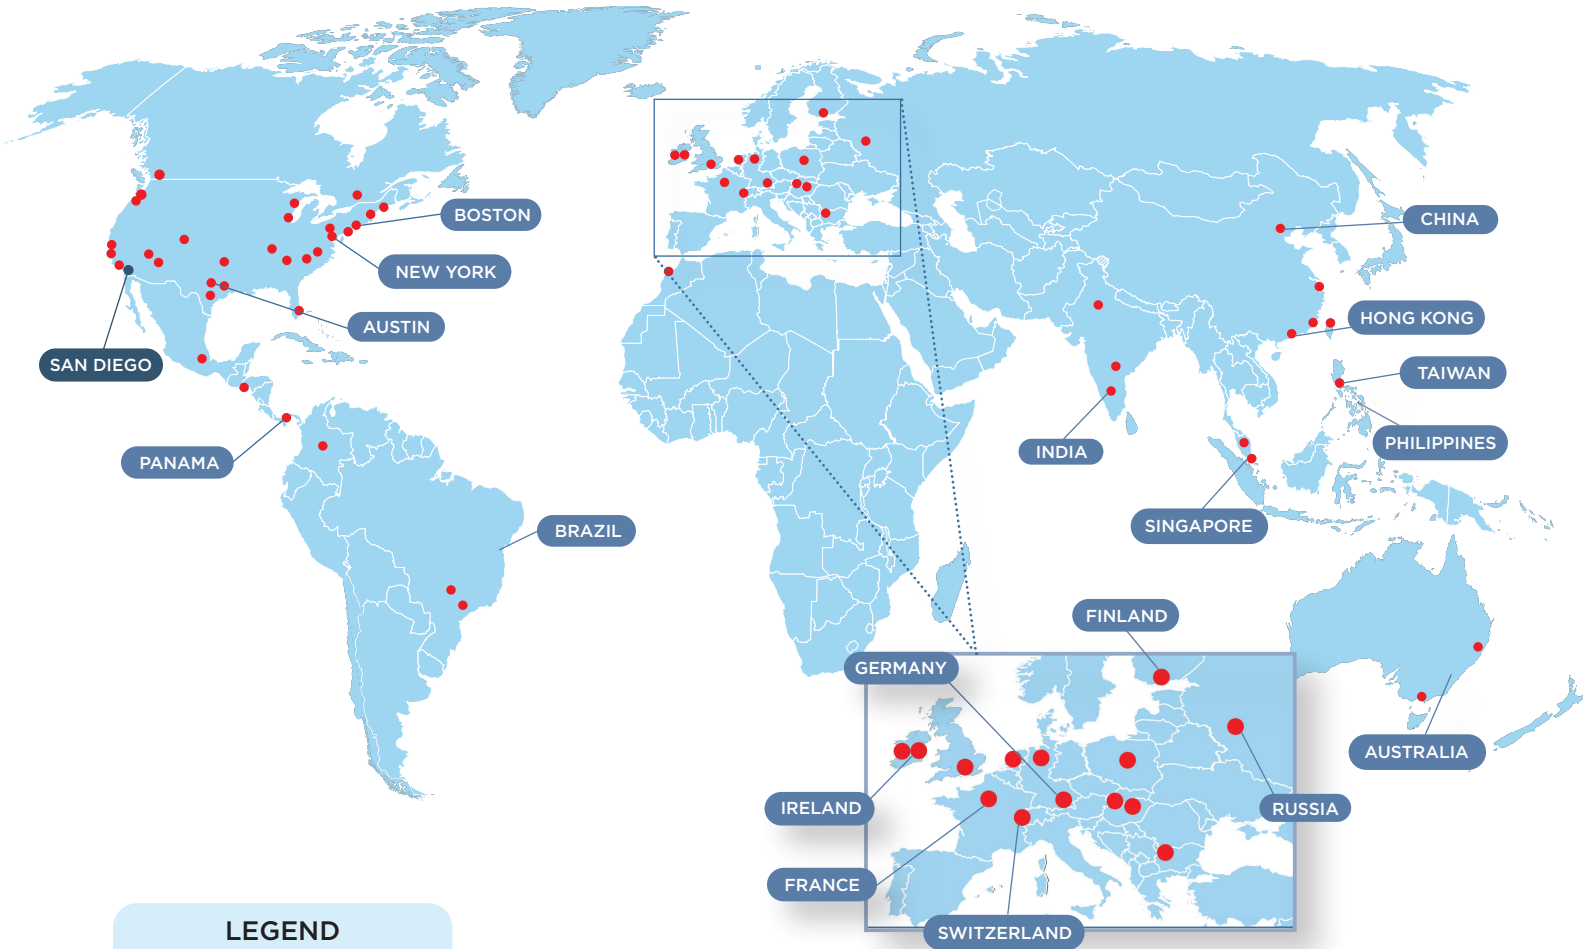 BOSTON
CHINA
NEW YORK
HONG KONG
AUSTIN
SAN DIEGO
TAIWAN
PHILIPPINES
INDIA
PANAMA
SINGAPORE
BRAZIL
FINLAND
GERMANY
AUSTRALIA
IRELAND
RUSSIA
FRANCE
SWITZERLAND
LEGEND